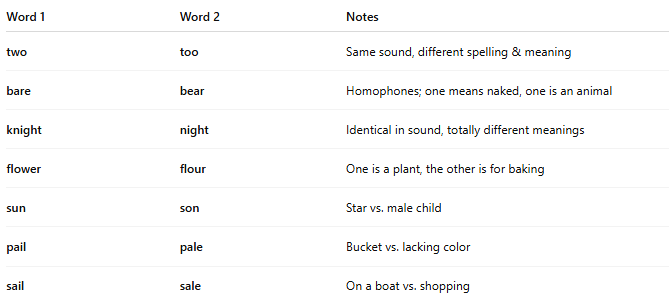 Word 1 Word 2 Notes
two too Same sound, different spelling & meaning
bare bear Homophones; one means naked, one is an animal
knight night Identical in sound, totally different meanings
flower flour One is a plant, the other is for baking
sun son Star vs. male child
pail pale Bucket vs. lacking color
sail sale On a boat vs. shopping